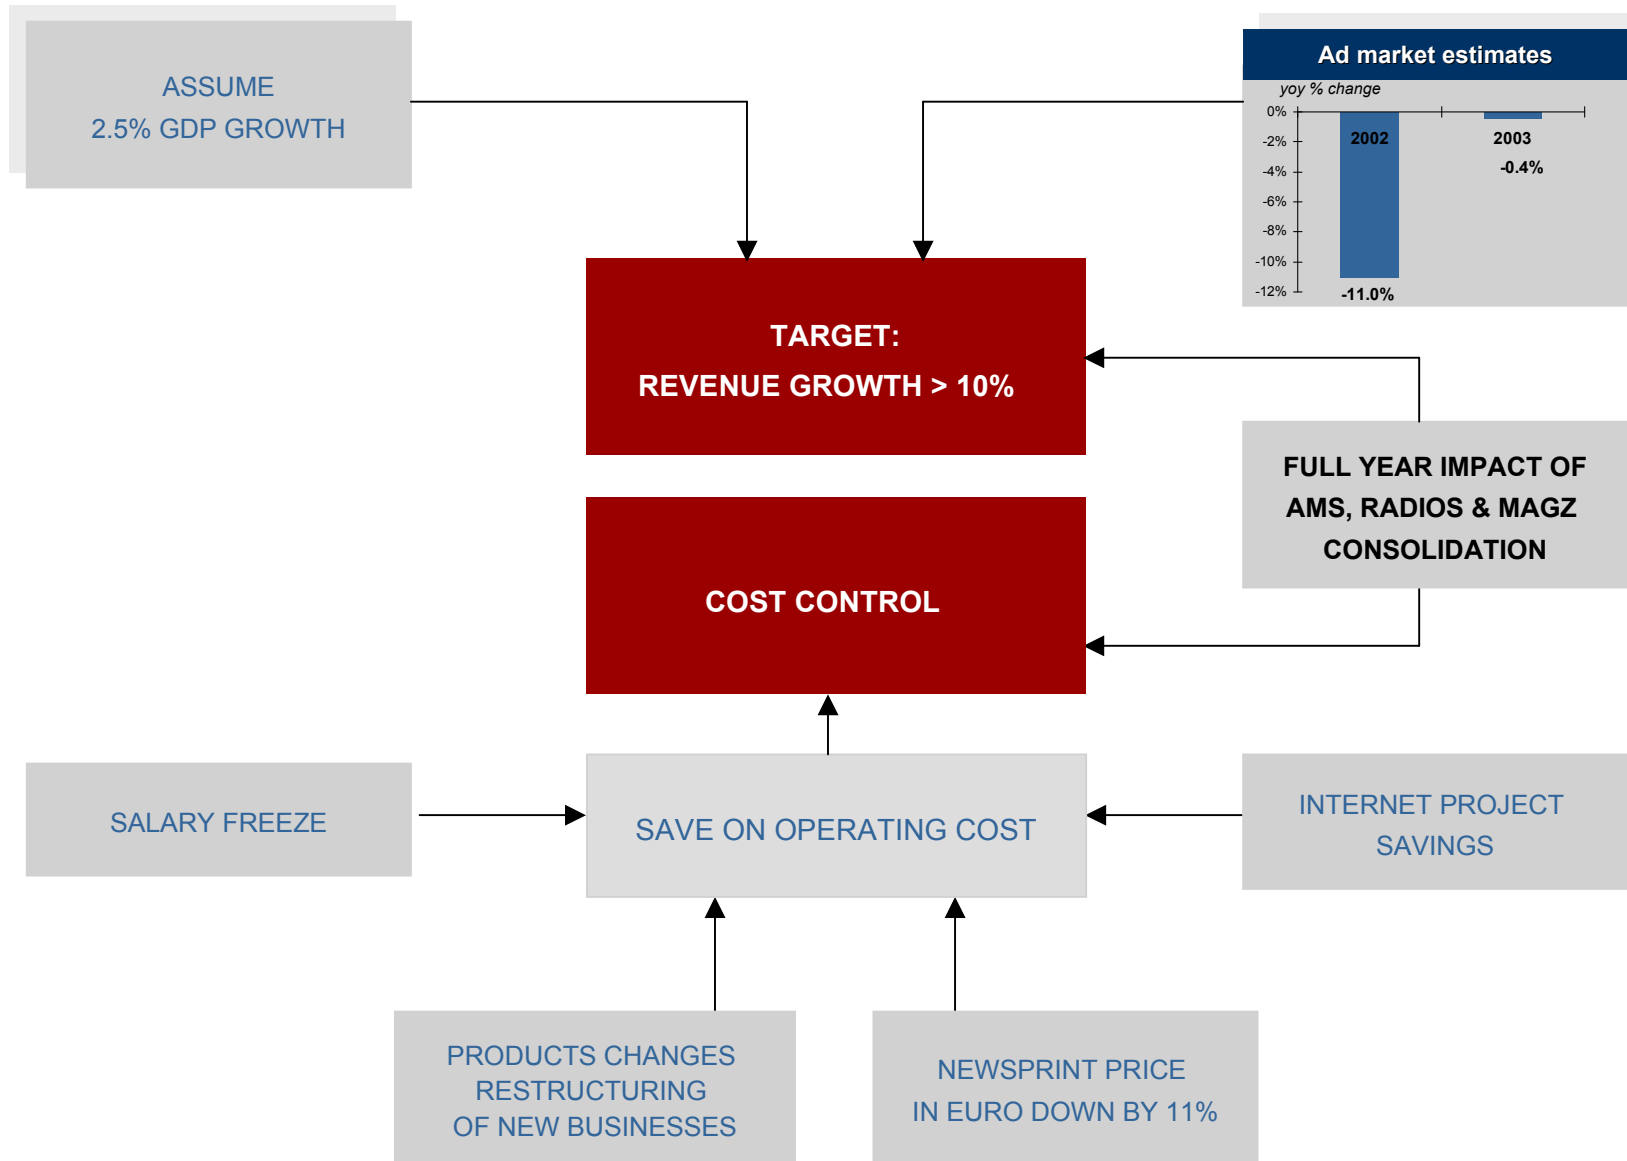 ASSUME
2.5% GDP GROWTH
Ad market estimates
yoy % change
0%
-2%
-4%
-6%
-8%
-10%
-12%
2002
2003
-0.4%
-11.0%
TARGET:
REVENUE GROWTH > 10%
FULL YEAR IMPACT OF
AMS, RADIOS & MAGZ
CONSOLIDATION
COST CONTROL
SALARY FREEZE
SAVE ON OPERATING COST
INTERNET PROJECT
SAVINGS
PRODUCTS CHANGES
RESTRUCTURING
OF NEW BUSINESSES
NEWSPRINT PRICE
IN EURO DOWN BY 11%